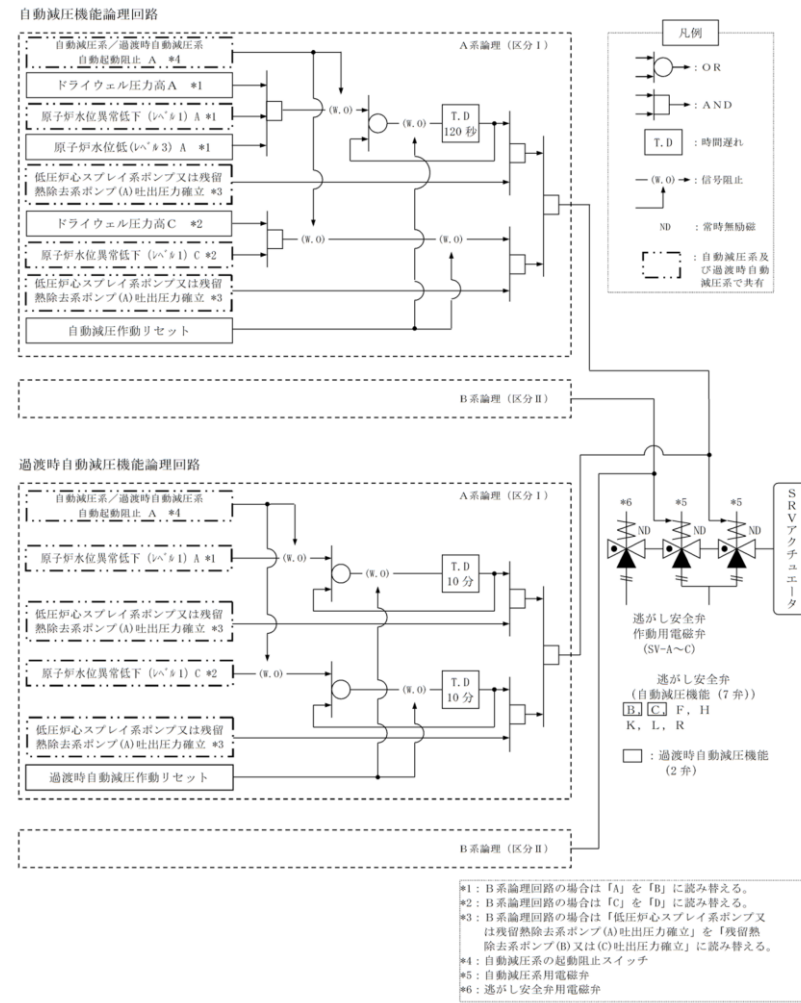 自動減圧機能論理回路
自動減圧系/過渡時自動減圧系
自動起動阻止 A *4
A系論理 (区分Ⅰ)
ドライウェル圧力高A *1
原子炉水位異常低下 (ﾚﾍﾞﾙ1) A *1
原子炉水位低(ﾚﾍﾞﾙ3) A *1
低圧炉心スプレイ系ポンプ又は残留
熱除去系ポンプ(A)吐出圧力確立 *3
ドライウェル圧力高C *2
原子炉水位異常低下 (ﾚﾍﾞﾙ1) C *2
低圧炉心スプレイ系ポンプ又は残留
熱除去系ポンプ(A)吐出圧力確立 *3
自動減圧作動リセット
(W.O)
(W.O)
T.D
120 秒
(W.O)
(W.O)
B系論理 (区分Ⅱ)
凡例
: OR
: AND
T.D
: 時間遅れ
(W.O)
: 信号阻止
ND
: 常時無励磁
: 自動減圧系及
び過渡時自動
減圧系で共有
過渡時自動減圧機能論理回路
自動減圧系/過渡時自動減圧系
自動起動阻止 A *4
A系論理 (区分Ⅰ)
原子炉水位異常低下 (ﾚﾍﾞﾙ1) A *1
低圧炉心スプレイ系ポンプ又は残留
熱除去系ポンプ(A)吐出圧力確立 *3
原子炉水位異常低下 (ﾚﾍﾞﾙ1) C *2
低圧炉心スプレイ系ポンプ又は残留
熱除去系ポンプ(A)吐出圧力確立 *3
過渡時自動減圧作動リセット
(W.O)
(W.O)
T.D
10 分
(W.O)
(W.O)
T.D
10 分
B系論理 (区分Ⅱ)
*6
*5
*5
ND
ND
ND
SRVアクチュエータ
逃がし安全弁
作動用電磁弁
(SV-A～C)
逃がし安全弁
(自動減圧機能 (7弁))
B, C, F, H
K, L, R
: 過渡時自動減圧機能
(2弁)
*1: B系論理回路の場合は「A」を「B」に読み替える。
*2: B系論理回路の場合は「C」を「D」に読み替える。
*3: B系論理回路の場合は「低圧炉心スプレイ系ポンプ又
は残留熱除去系ポンプ(A)吐出圧力確立」を「残留熱
除去系ポンプ(B)又は(C)吐出圧力確立」に読み替える。
*4: 自動減圧系の起動阻止スイッチ
*5: 自動減圧系用電磁弁
*6: 逃がし安全弁用電磁弁